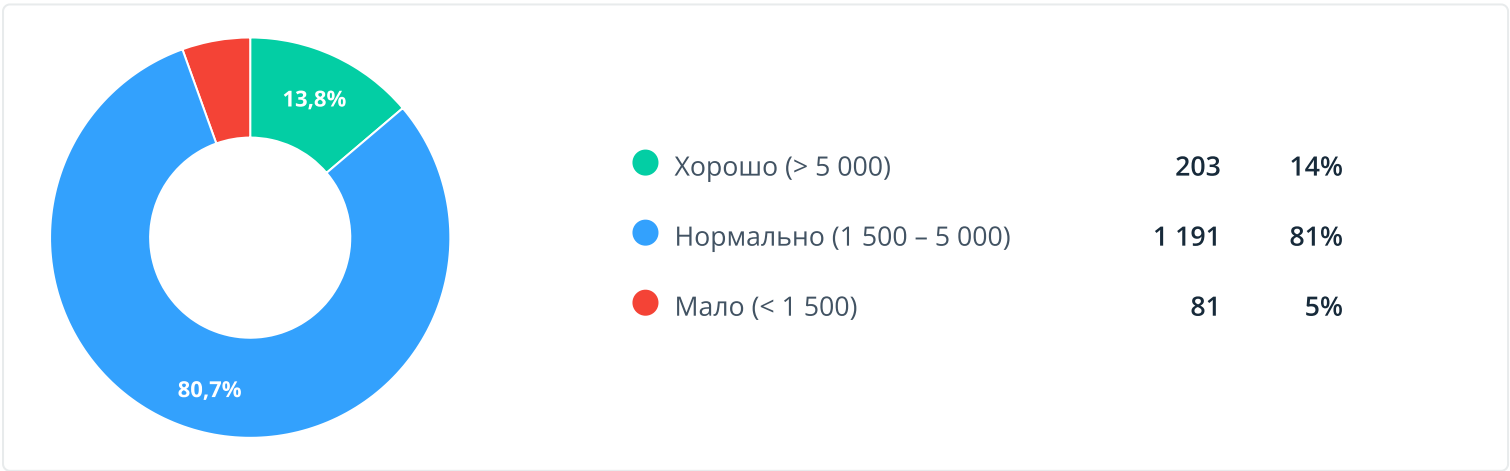 13,8%
80,7%
Хорошо (> 5 000) 203 14%
Нормально (1 500 – 5 000) 1 191 81%
Мало (< 1 500) 81 5%